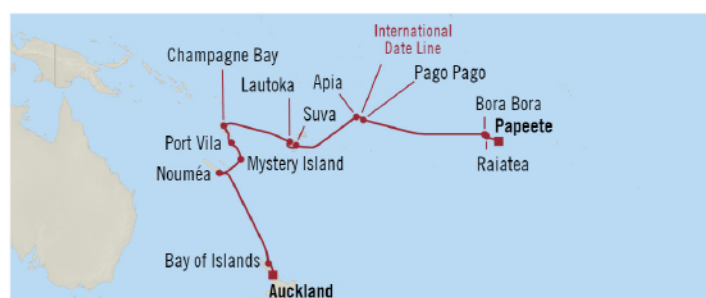 International
Date Line
Champagne Bay
Lautoka
Apia
Pago Pago
Suva
Bora Bora
Papeete
Port Vila
Mystery Island
Raiatea
Nouméa
Bay of Islands
Auckland